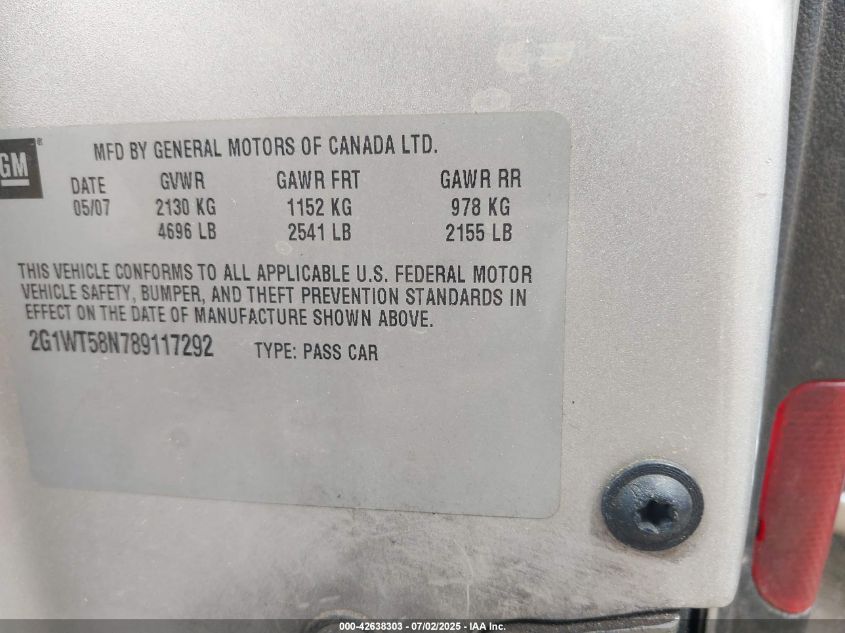 GM®
MFD BY GENERAL MOTORS OF CANADA LTD.
DATE GVWR GAWR FRT GAWR RR
05/07 2130 KG 1152 KG 978 KG
4696 LB 2541 LB 2155 LB
THIS VEHICLE CONFORMS TO ALL APPLICABLE U.S. FEDERAL MOTOR
VEHICLE SAFETY, BUMPER, AND THEFT PREVENTION STANDARDS IN
EFFECT ON THE DATE OF MANUFACTURE SHOWN ABOVE.
2G1WT58N789117292 TYPE: PASS CAR
000-42638303 - 07/02/2025 - IAA Inc.